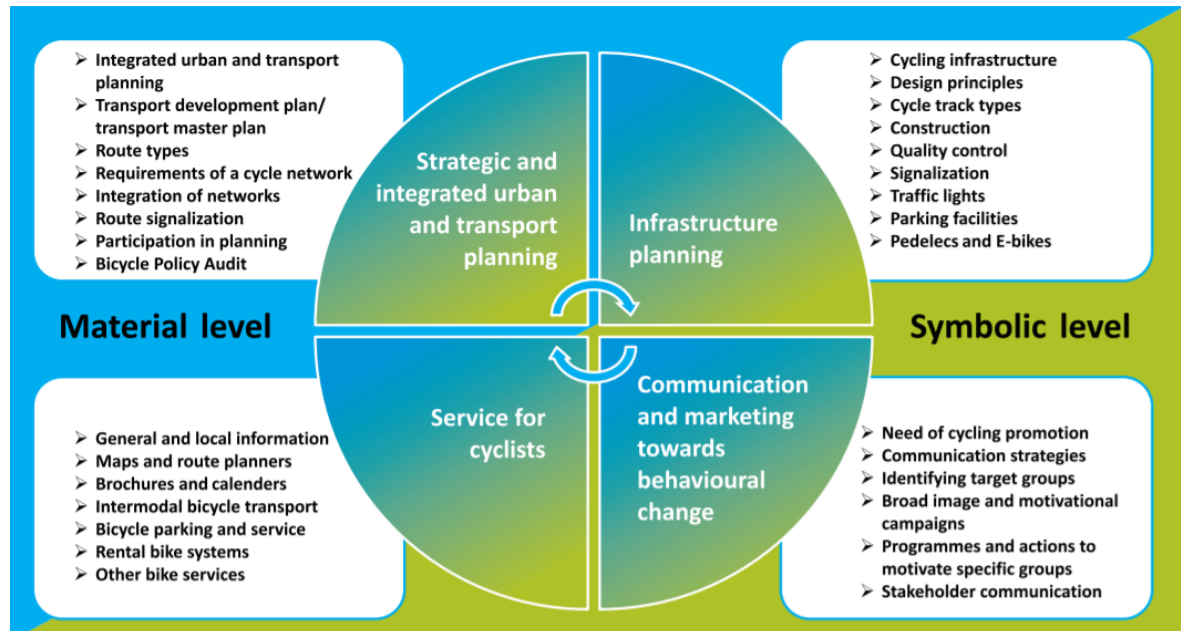 ➢ Integrated urban and transport
planning
➢ Transport development plan/
transport master plan
➢ Route types
➢ Requirements of a cycle network
➢ Integration of networks
➢ Route signalization
➢ Participation in planning
➢ Bicycle Policy Audit
Strategic and
integrated urban
and transport
planning
Infrastructure
planning
➢ Cycling infrastructure
➢ Design principles
➢ Cycle track types
➢ Construction
➢ Quality control
➢ Signalization
➢ Traffic lights
➢ Parking facilities
➢ Pedelecs and E-bikes
Material level
Symbolic level
➢ General and local information
➢ Maps and route planners
➢ Brochures and calenders
➢ Intermodal bicycle transport
➢ Bicycle parking and service
➢ Rental bike systems
➢ Other bike services
Service for
cyclists
Communication
and marketing
towards
behavioural
change
➢ Need of cycling promotion
➢ Communication strategies
➢ Identifying target groups
➢ Broad image and motivational
campaigns
➢ Programmes and actions to
motivate specific groups
➢ Stakeholder communication